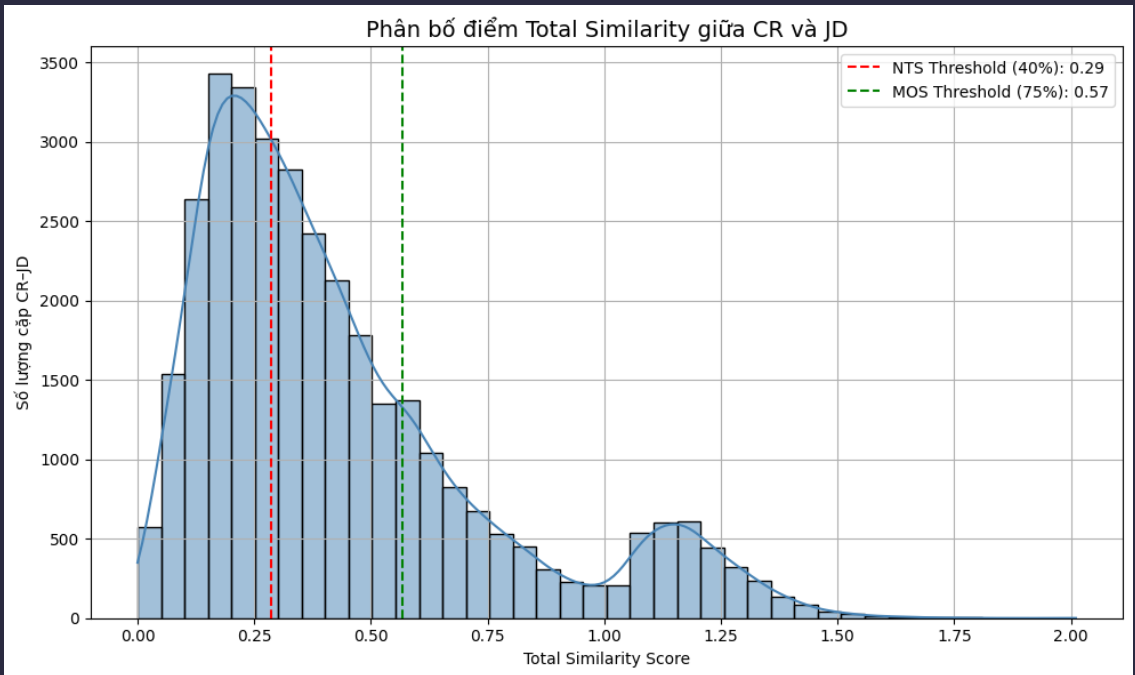 Phân bố điểm Total Similarity giữa CR và JD
NTS Threshold (40%): 0.29
MOS Threshold (75%): 0.57
Số lượng cặp CR–JD
3500
3000
2500
2000
1500
1000
500
0
0.00 0.25 0.50 0.75 1.00 1.25 1.50 1.75 2.00
Total Similarity Score